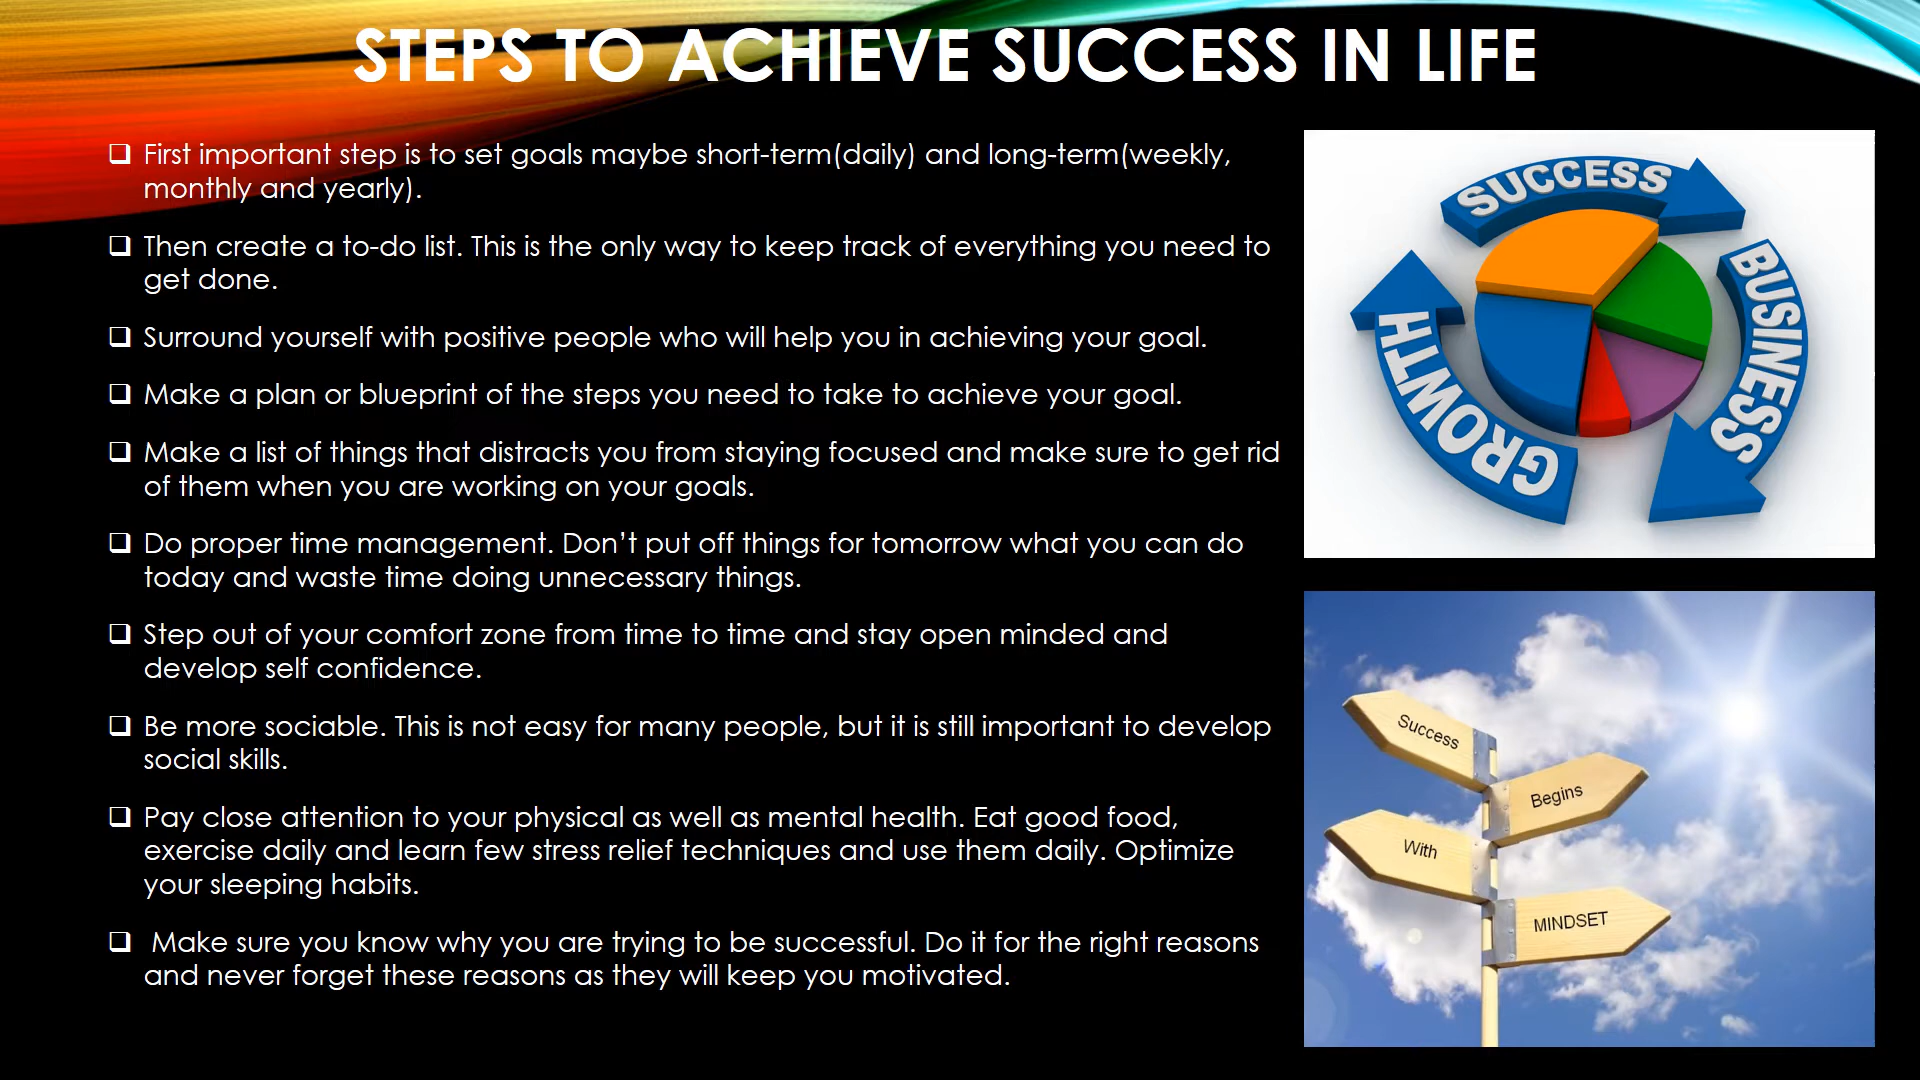 STEPS TO ACHIEVE SUCCESS IN LIFE
First important step is to set goals maybe short-term(daily) and long-term(weekly,
monthly and yearly).
Then create a to-do list. This is the only way to keep track of everything you need to
get done.
Surround yourself with positive people who will help you in achieving your goal.
Make a plan or blueprint of the steps you need to take to achieve your goal.
Make a list of things that distracts you from staying focused and make sure to get rid
of them when you are working on your goals.
Do proper time management. Don’t put off things for tomorrow what you can do
today and waste time doing unnecessary things.
Step out of your comfort zone from time to time and stay open minded and
develop self confidence.
Be more sociable. This is not easy for many people, but it is still important to develop
social skills.
Pay close attention to your physical as well as mental health. Eat good food,
exercise daily and learn few stress relief techniques and use them daily. Optimize
your sleeping habits.
Make sure you know why you are trying to be successful. Do it for the right reasons
and never forget these reasons as they will keep you motivated.
SUCCESS
BUSINESS
GROWTH
Success
Begins
With
MINDSET